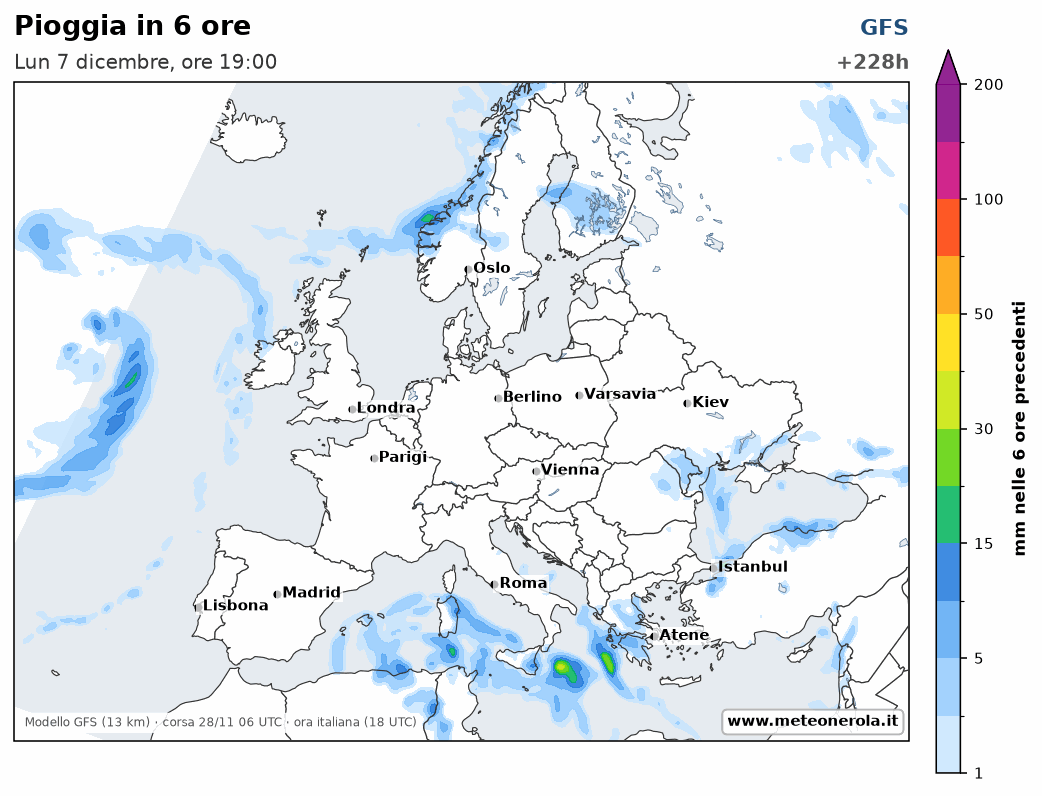 Pioggia in 6 ore
GFS
Lun 7 dicembre, ore 19:00
+228h
200
100
50
30
15
5
1
mm nelle 6 ore precedenti
Oslo
Berlino
Varsavia
Kiev
Londra
Parigi
Vienna
Istanbul
Roma
Madrid
Lisbona
Atene
Modello GFS (13 km) · corsa 28/11 06 UTC · ora italiana (18 UTC)
www.meteonerola.it